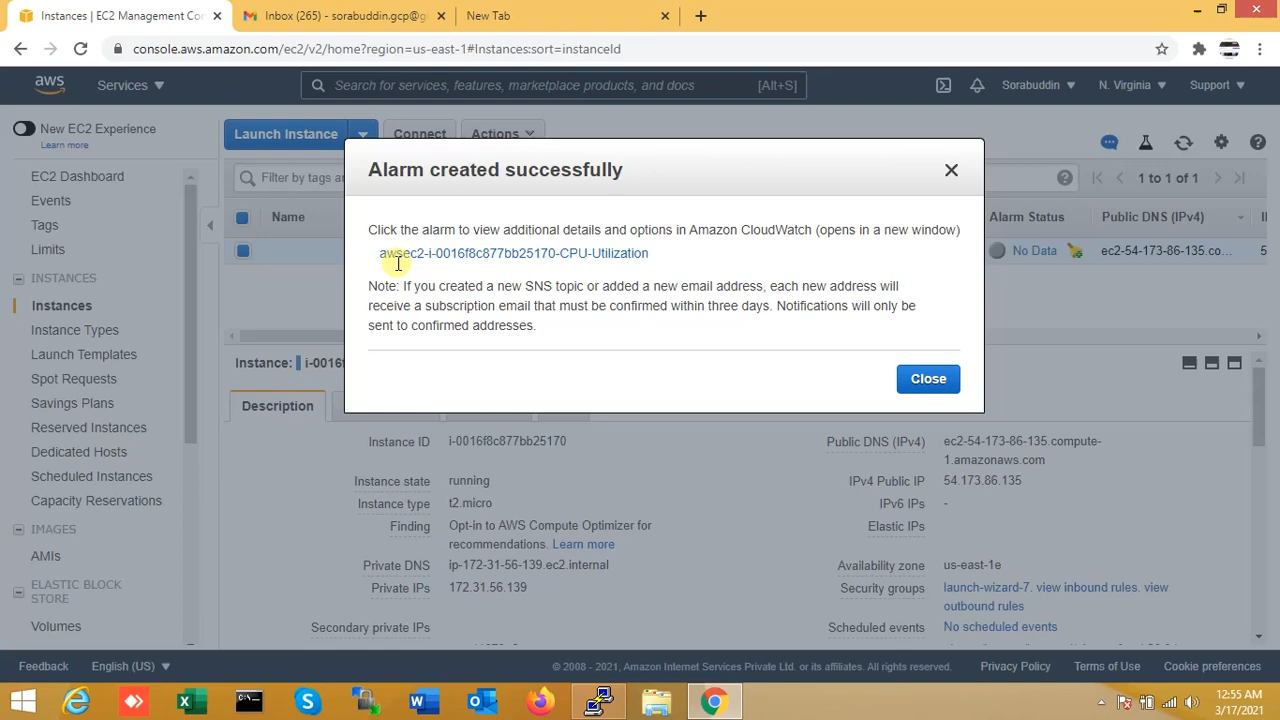 Instances | EC2 Management Con
Inbox (265) - sorabuddin.gcp@g
New Tab
console.aws.amazon.com/ec2/v2/home?region=us-east-1#Instances:sort=instanceId
aws
Services
Search for services, features, marketplace products, and docs
[Alt+S]
Sorabuddin
N. Virginia
Support
New EC2 Experience
Learn more
EC2 Dashboard
Events
Tags
Limits
INSTANCES
Instances
Instance Types
Launch Templates
Spot Requests
Savings Plans
Reserved Instances
Dedicated Hosts
Scheduled Instances
Capacity Reservations
IMAGES
AMIs
ELASTIC BLOCK
STORE
Volumes
Launch Instance
Connect
Actions
Filter by tags an
1 to 1 of 1
Name
Alarm Status
Public DNS (IPv4)
No Data
ec2-54-173-86-135.co...
Alarm created successfully
Click the alarm to view additional details and options in Amazon CloudWatch (opens in a new window)
awsec2-i-0016f8c877bb25170-CPU-Utilization
Note: If you created a new SNS topic or added a new email address, each new address will
receive a subscription email that must be confirmed within three days. Notifications will only be
sent to confirmed addresses.
Close
Instance:
i-0016f
Description
Instance ID
i-0016f8c877bb25170
Instance state
running
Instance type
t2.micro
Finding
Opt-in to AWS Compute Optimizer for
recommendations. Learn more
Private DNS
ip-172-31-56-139.ec2.internal
Private IPs
172.31.56.139
Secondary private IPs
Public DNS (IPv4)
ec2-54-173-86-135.compute-
1.amazonaws.com
IPv4 Public IP
54.173.86.135
IPv6 IPs
-
Elastic IPs
Availability zone
us-east-1e
Security groups
launch-wizard-7. view inbound rules. view
outbound rules
Scheduled events
No scheduled events
Feedback
English (US)
© 2008 - 2021, Amazon Internet Services Private Ltd. or its affiliates. All rights reserved.
Privacy Policy
Terms of Use
Cookie preferences
12:55 AM
3/17/2021